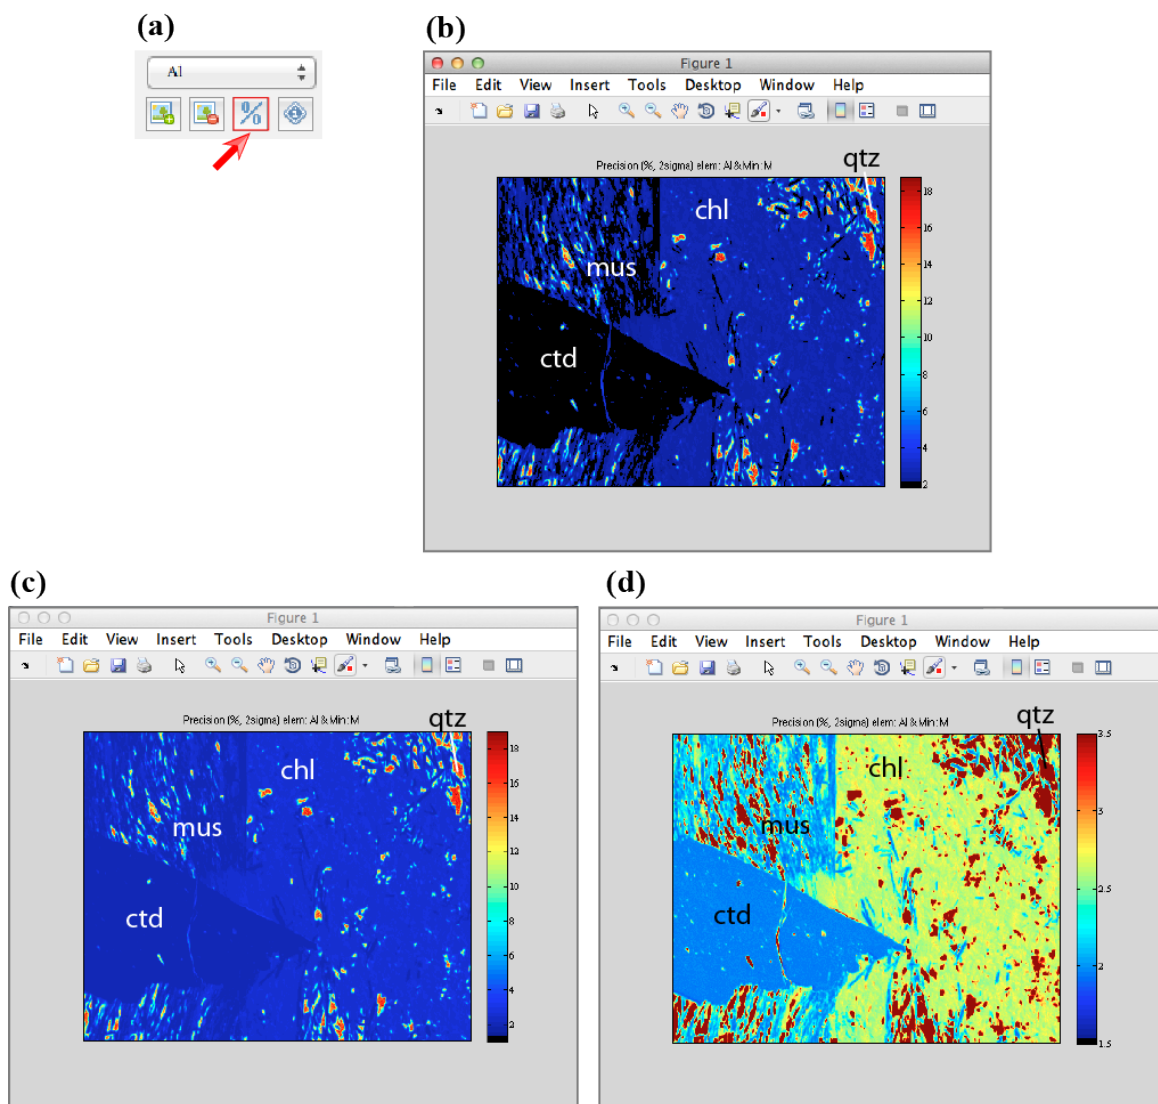 (a)
Al
(b)
Figure 1
File Edit View Insert Tools Desktop Window Help
Precision (%, 2sigma) elem: Al & Min: M
qtz
chl
mus
ctd
18
16
14
12
10
8
6
4
2
(c)
Figure 1
File Edit View Insert Tools Desktop Window Help
Precision (%, 2sigma) elem: Al & Min: M
qtz
chl
mus
ctd
18
16
14
12
10
8
6
4
2
(d)
Figure 1
File Edit View Insert Tools Desktop Window Help
Precision (%, 2sigma) elem: Al & Min: M
qtz
chl
mus
ctd
3.5
3
2.5
2
1.5